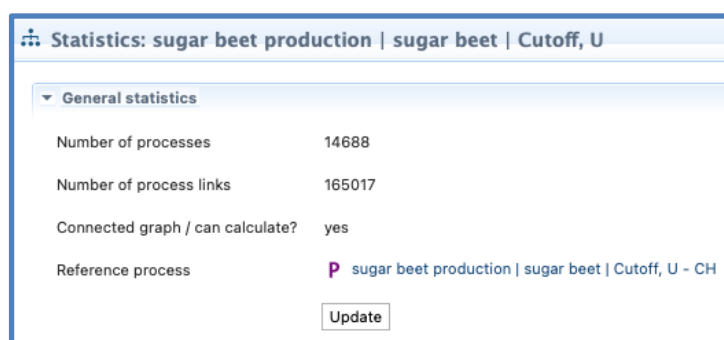 Statistics: sugar beet production | sugar beet | Cutoff, U
General statistics
Number of processes 14688
Number of process links 165017
Connected graph / can calculate? yes
Reference process P sugar beet production | sugar beet | Cutoff, U - CH
Update